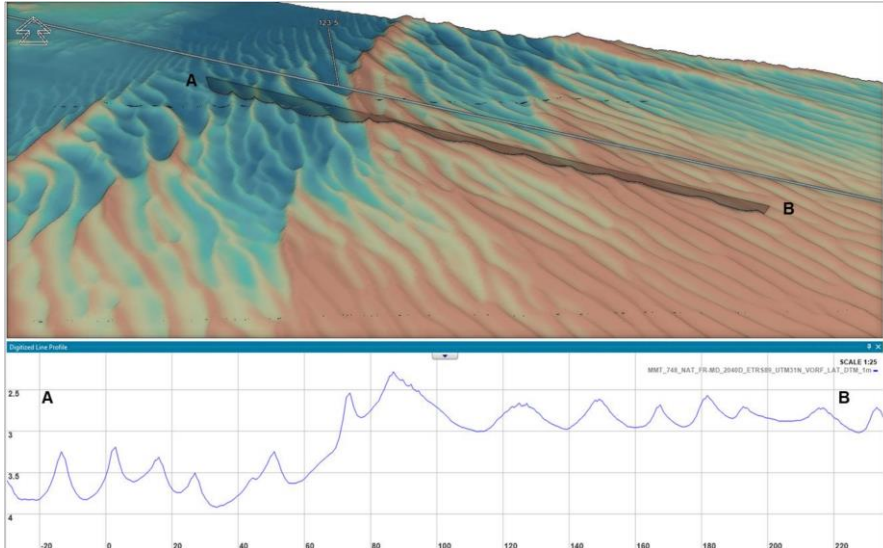 123.5
A
B
Digitized Line Profile
SCALE 1:25
MMT_748_NAT_FR-MD_2040D_ETRS89_UTM31N_VORF_LAT_DTM_1m
A
B
2.5
3
3.5
4
-20 0 20 40 60 80 100 120 140 160 180 200 220